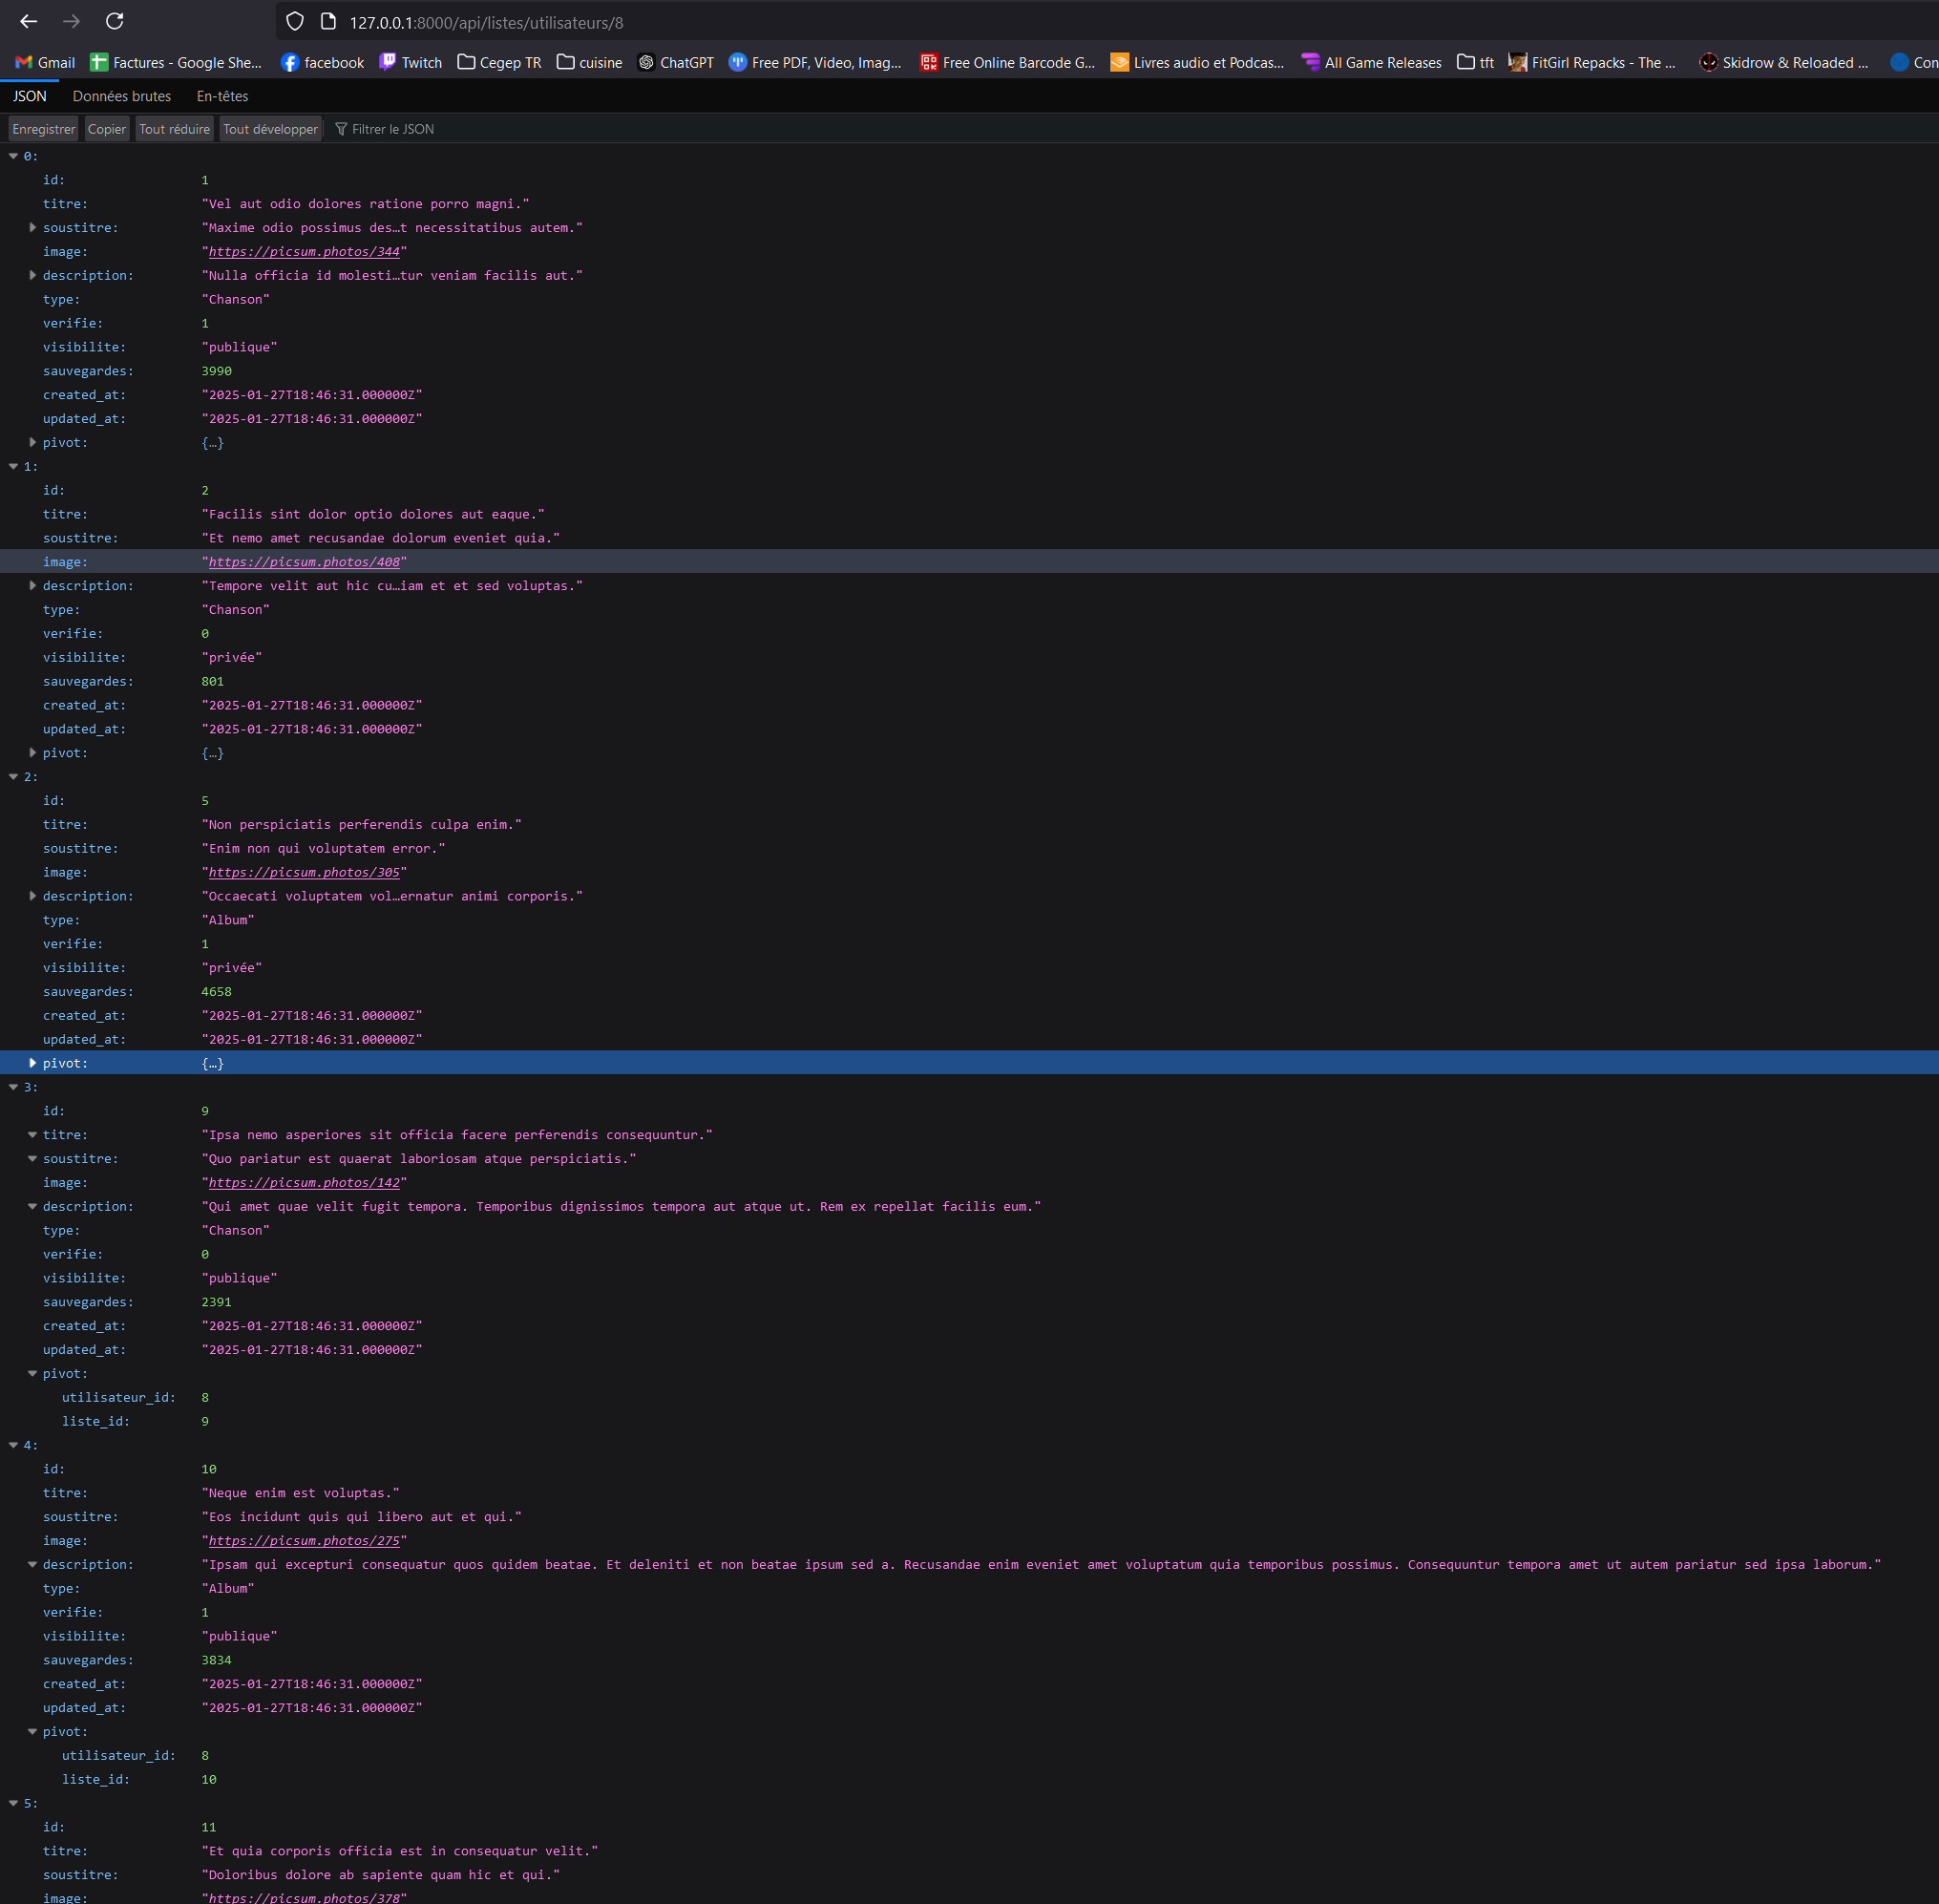 127.0.0.1:8000/api/listes/utilisateurs/8
Gmail Factures - Google She... facebook Twitch Cegep TR cuisine ChatGPT Free PDF, Video, Imag... Free Online Barcode G... Livres audio et Podcas... All Game Releases tft FitGirl Repacks - The ... Skidrow & Reloaded ... Con
JSON Données brutes En-têtes
Enregistrer Copier Tout réduire Tout développer Filtrer le JSON
0:
id: 1
titre: "Vel aut odio dolores ratione porro magni."
soustitre: "Maxime odio possimus des…t necessitatibus autem."
image: "https://picsum.photos/344"
description: "Nulla officia id molesti…tur veniam facilis aut."
type: "Chanson"
verifie: 1
visibilite: "publique"
sauvegardes: 3990
created_at: "2025-01-27T18:46:31.000000Z"
updated_at: "2025-01-27T18:46:31.000000Z"
pivot: {…}
1:
id: 2
titre: "Facilis sint dolor optio dolores aut eaque."
soustitre: "Et nemo amet recusandae dolorum eveniet quia."
image: "https://picsum.photos/408"
description: "Tempore velit aut hic cu…iam et et sed voluptas."
type: "Chanson"
verifie: 0
visibilite: "privée"
sauvegardes: 801
created_at: "2025-01-27T18:46:31.000000Z"
updated_at: "2025-01-27T18:46:31.000000Z"
pivot: {…}
2:
id: 5
titre: "Non perspiciatis perferendis culpa enim."
soustitre: "Enim non qui voluptatem error."
image: "https://picsum.photos/305"
description: "Occaecati voluptatem vol…ernatur animi corporis."
type: "Album"
verifie: 1
visibilite: "privée"
sauvegardes: 4658
created_at: "2025-01-27T18:46:31.000000Z"
updated_at: "2025-01-27T18:46:31.000000Z"
pivot: {…}
3:
id: 9
titre: "Ipsa nemo asperiores sit officia facere perferendis consequuntur."
soustitre: "Quo pariatur est quaerat laboriosam atque perspiciatis."
image: "https://picsum.photos/142"
description: "Qui amet quae velit fugit tempora. Temporibus dignissimos tempora aut atque ut. Rem ex repellat facilis eum."
type: "Chanson"
verifie: 0
visibilite: "publique"
sauvegardes: 2391
created_at: "2025-01-27T18:46:31.000000Z"
updated_at: "2025-01-27T18:46:31.000000Z"
pivot:
utilisateur_id: 8
liste_id: 9
4:
id: 10
titre: "Neque enim est voluptas."
soustitre: "Eos incidunt quis qui libero aut et qui."
image: "https://picsum.photos/275"
description: "Ipsam qui excepturi consequatur quos quidem beatae. Et deleniti et non beatae ipsum sed a. Recusandae enim eveniet amet voluptatum quia temporibus possimus. Consequuntur tempora amet ut autem pariatur sed ipsa laborum."
type: "Album"
verifie: 1
visibilite: "publique"
sauvegardes: 3834
created_at: "2025-01-27T18:46:31.000000Z"
updated_at: "2025-01-27T18:46:31.000000Z"
pivot:
utilisateur_id: 8
liste_id: 10
5:
id: 11
titre: "Et quia corporis officia est in consequatur velit."
soustitre: "Doloribus dolore ab sapiente quam hic et qui."
image: "https://picsum.photos/378"